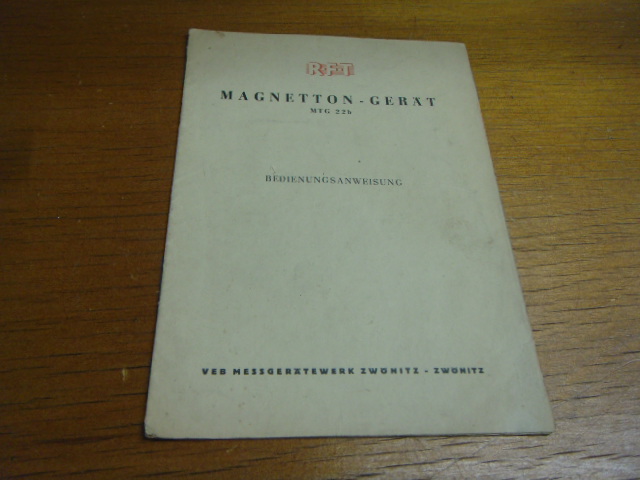 RFT
MAGNETTON-GERÄT
MTG 22b
BEDIENUNGSANWEISUNG
VEB MESSGERÄTEWERK ZWÖNITZ - ZWÖNITZ